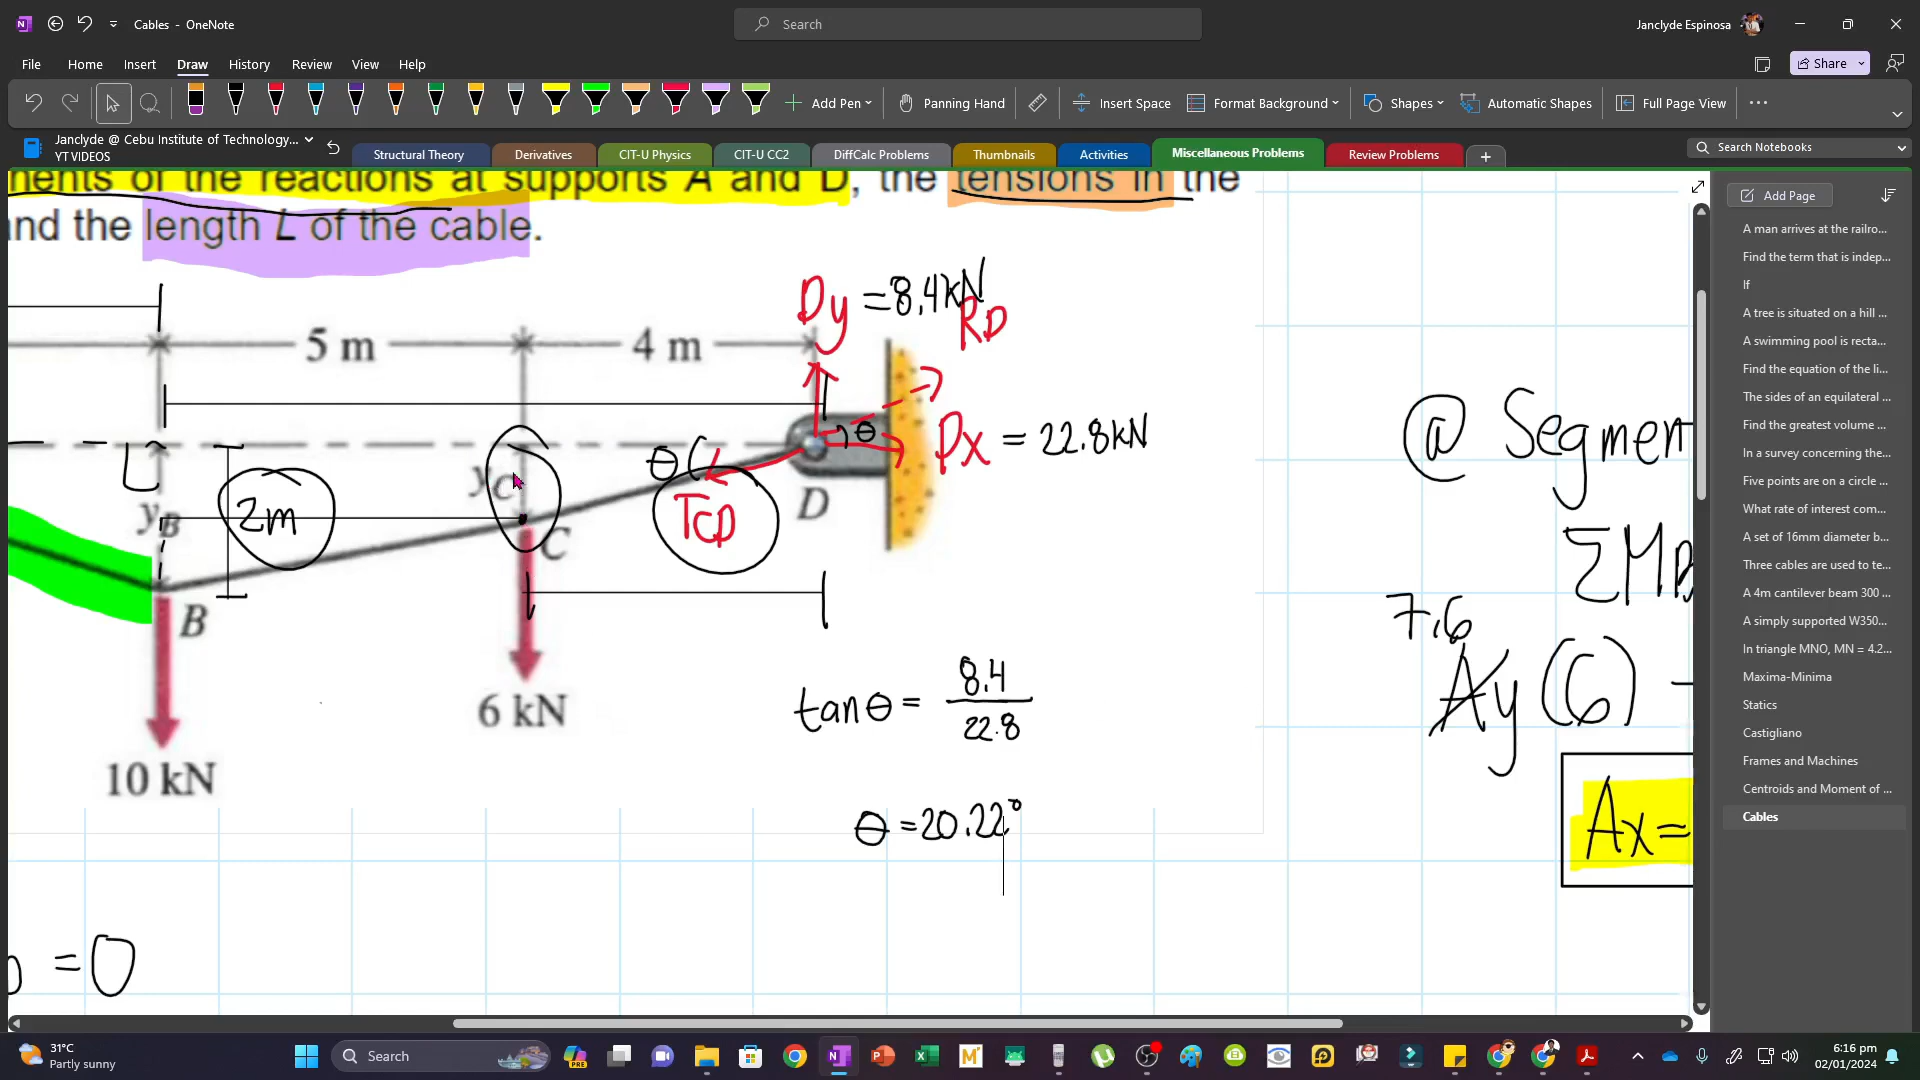 Cables - OneNote
Search
Janclyde Espinosa
File Home Insert Draw History Review View Help
Share
Add Pen
Panning Hand
Insert Space
Format Background
Shapes
Automatic Shapes
Full Page View
Janclyde @ Cebu Institute of Technology...
YT VIDEOS
Structural Theory
Derivatives
CIT-U Physics
CIT-U CC2
DiffCalc Problems
Thumbnails
Activities
Miscellaneous Problems
Review Problems
Search Notebooks
nents of the reactions at supports A and D, the tensions in the
and the length L of the cable.
Dy = 8.4kN
RD
5 m
4 m
θ
Dx = 22.8kN
θ
yC
TCD
D
yB
2m
C
B
6 kN
10 kN
tanθ = 8.4
22.8
θ = 20.22°
= 0
@ Segmen
ΣMB
7.6
Ay (6) -
Ax=
Add Page
A man arrives at the railro...
Find the term that is indep...
If
A tree is situated on a hill ...
A swimming pool is recta...
Find the equation of the li...
The sides of an equilateral ...
Find the greatest volume ...
In a survey concerning the...
Five points are on a circle ...
What rate of interest com...
A set of 16mm diameter b...
Three cables are used to te...
A 4m cantilever beam 300 ...
A simply supported W350...
In triangle MNO, MN = 4.2...
Maxima-Minima
Statics
Castigliano
Frames and Machines
Centroids and Moment of ...
Cables
31°C
Partly sunny
Search
PRE
6:16 pm
02/01/2024